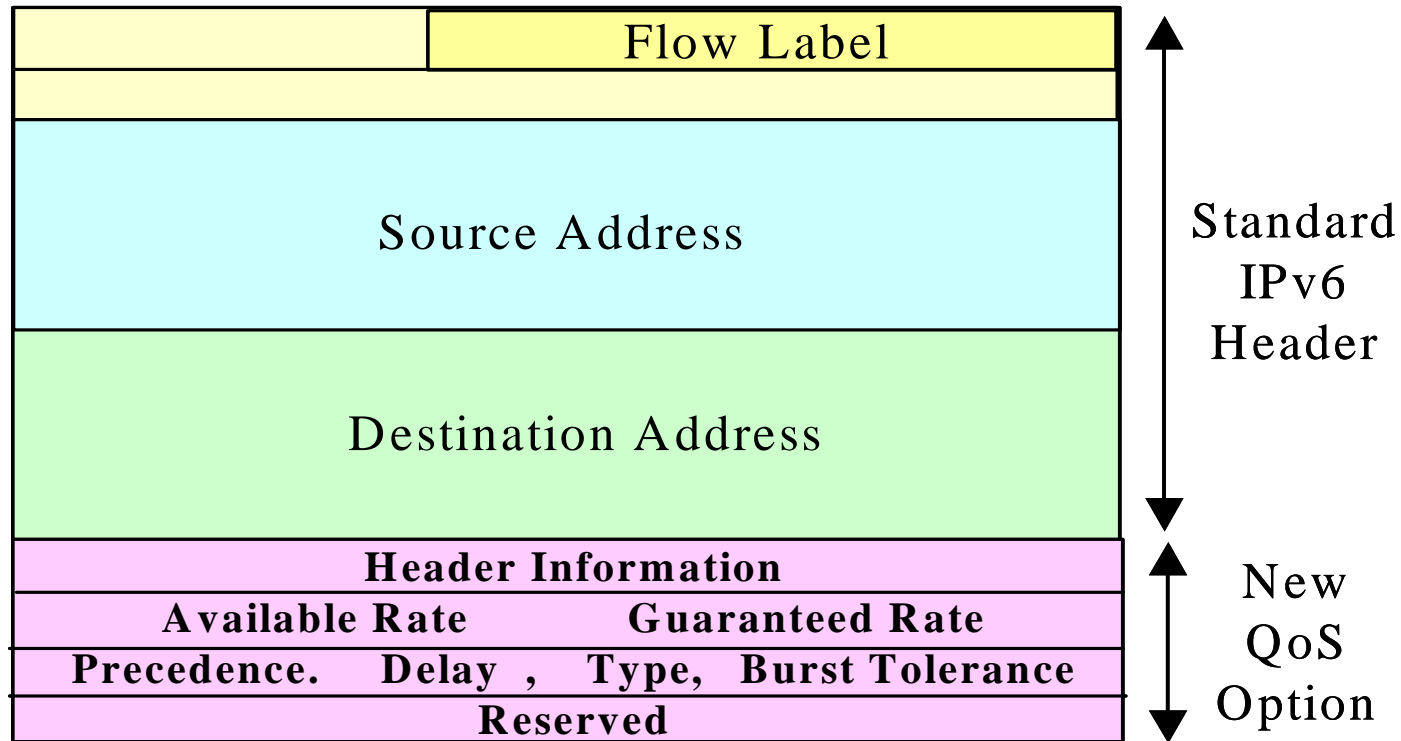 Flow Label
Source Address
Destination Address
Standard
IPv6
Header
Header Information
Available Rate Guaranteed Rate
Precedence. Delay , Type, Burst Tolerance
Reserved
New
QoS
Option